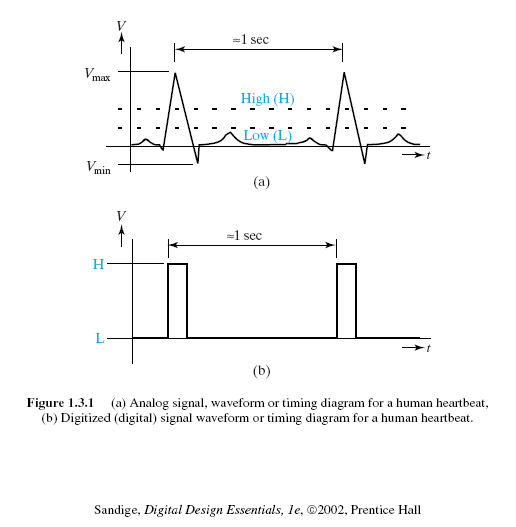 V
≈1 sec
Vmax
High (H)
Low (L)
Vmin
t
(a)
V
≈1 sec
H
L
t
(b)
Figure 1.3.1 (a) Analog signal, waveform or timing diagram for a human heartbeat,
(b) Digitized (digital) signal waveform or timing diagram for a human heartbeat.
Sandige, Digital Design Essentials, 1e, ©2002, Prentice Hall